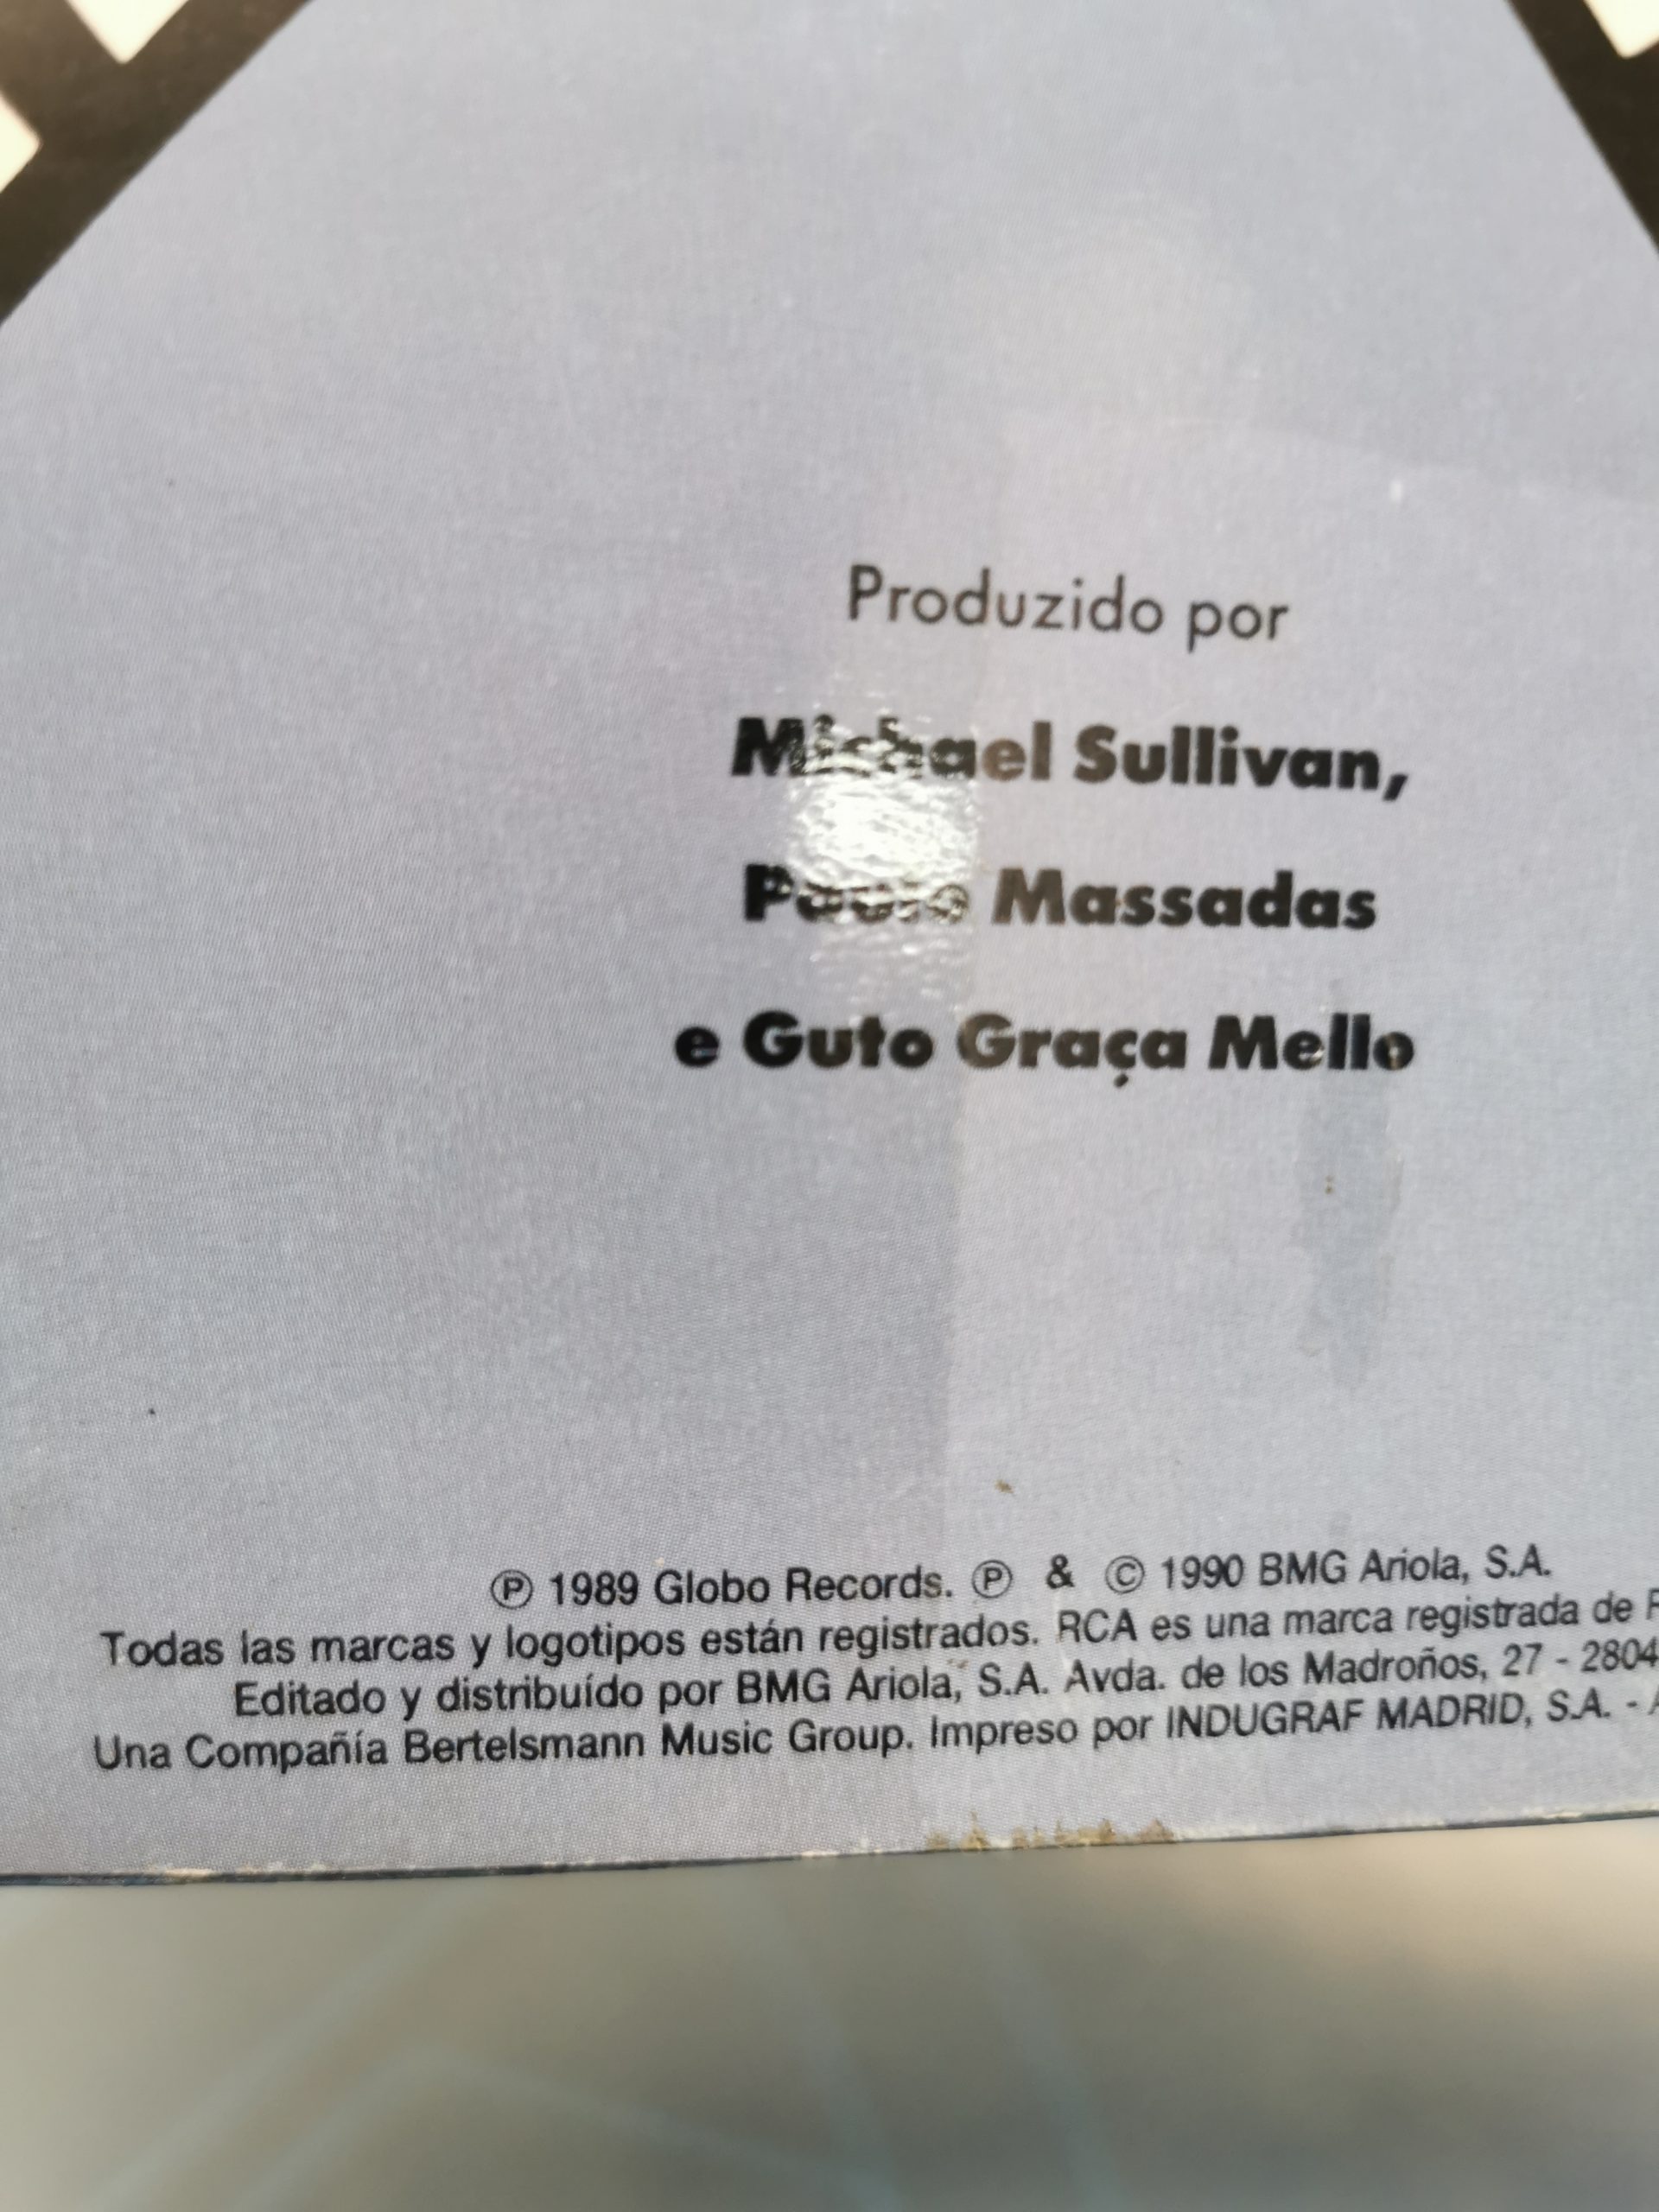 Produzido por
Michael Sullivan,
Paulo Massadas
e Guto Graça Mello
Ⓟ 1989 Globo Records. Ⓟ & © 1990 BMG Ariola, S.A.
Todas las marcas y logotipos están registrados. RCA es una marca registrada de
Editado y distribuído por BMG Ariola, S.A. Avda. de los Madroños, 27 - 2804
Una Compañía Bertelsmann Music Group. Impreso por INDUGRAF MADRID, S.A. -